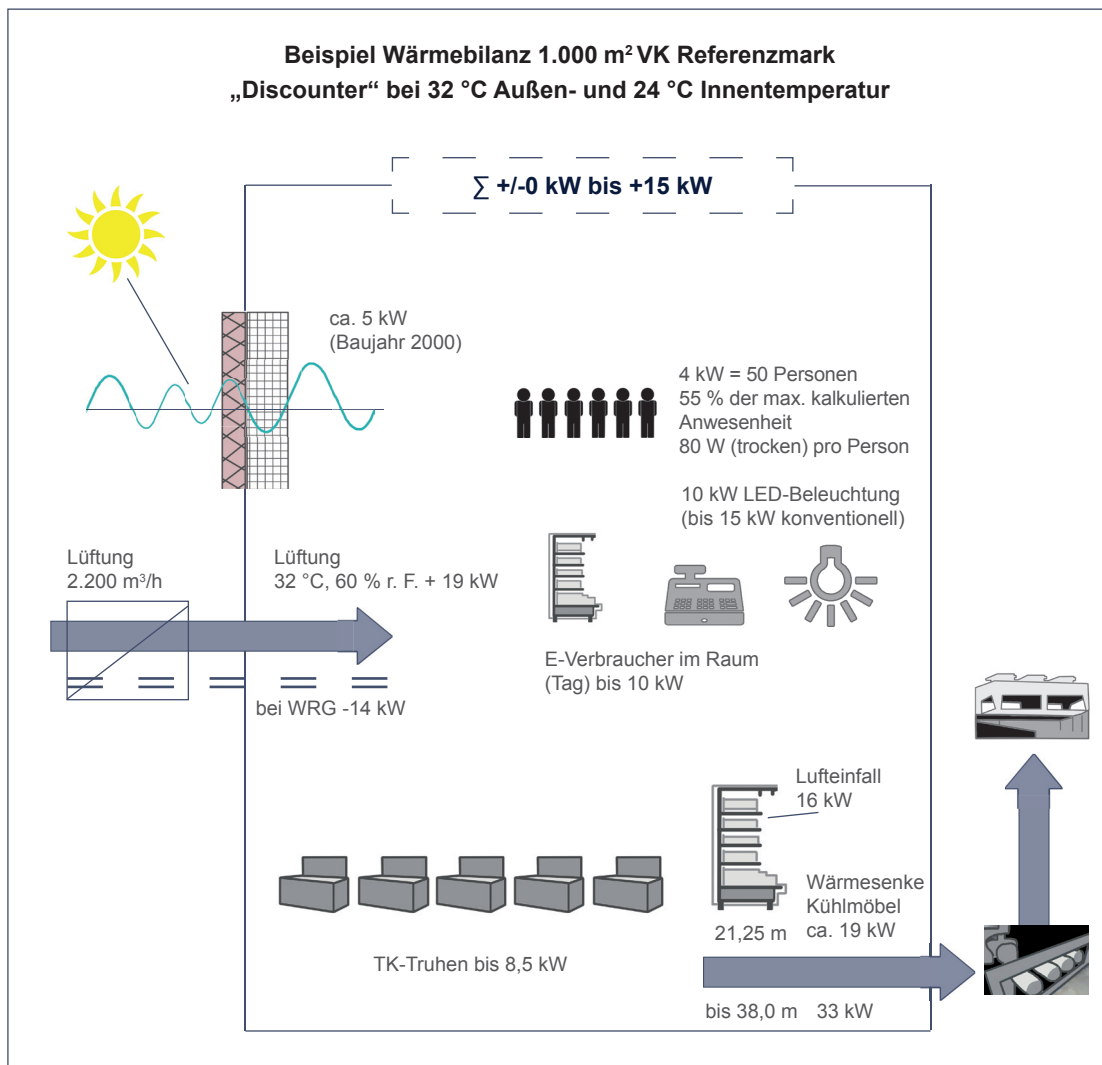 Beispiel Wärmebilanz 1.000 m² VK Referenzmark
„Discounter“ bei 32 °C Außen- und 24 °C Innentemperatur
∑ +/-0 kW bis +15 kW
ca. 5 kW
(Baujahr 2000)
4 kW = 50 Personen
55 % der max. kalkulierten
Anwesenheit
80 W (trocken) pro Person
10 kW LED-Beleuchtung
(bis 15 kW konventionell)
Lüftung
2.200 m³/h
Lüftung
32 °C, 60 % r. F. + 19 kW
E-Verbraucher im Raum
(Tag) bis 10 kW
bei WRG -14 kW
Lufteinfall
16 kW
Wärmesenke
Kühlmöbel
ca. 19 kW
21,25 m
TK-Truhen bis 8,5 kW
bis 38,0 m 33 kW